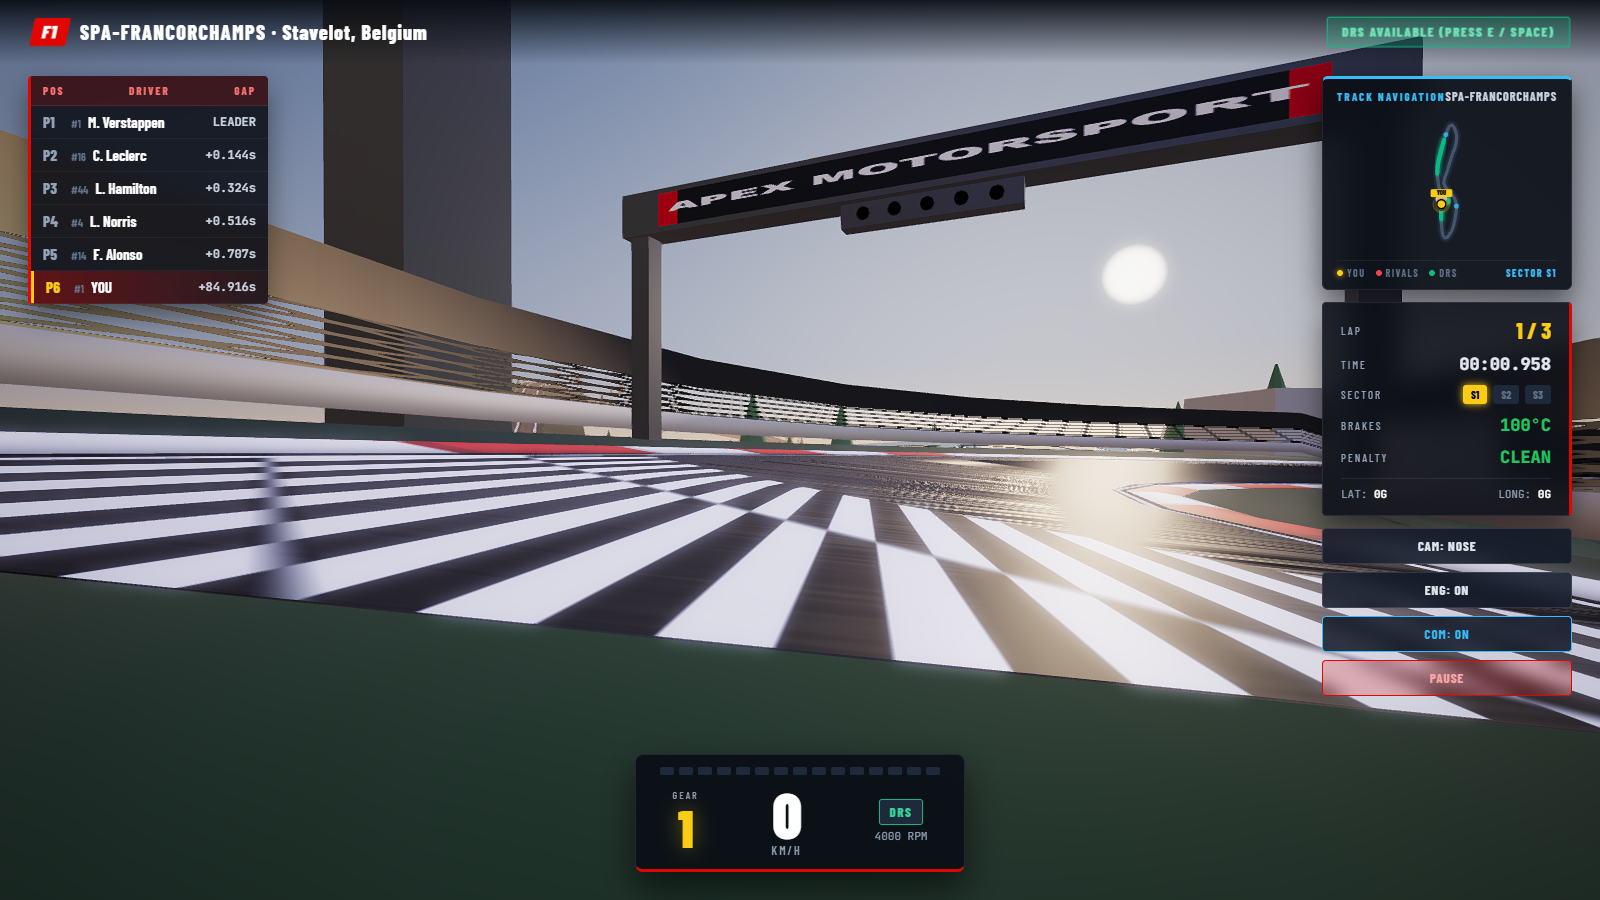 F1 SPA-FRANCORCHAMPS · Stavelot, Belgium
DRS AVAILABLE (PRESS E / SPACE)
POS DRIVER GAP
P1 #1 M. Verstappen LEADER
P2 #16 C. Leclerc +0.144s
P3 #44 L. Hamilton +0.324s
P4 #4 L. Norris +0.516s
P5 #14 F. Alonso +0.707s
P6 #1 YOU +84.916s
APEX MOTORSPORT
TRACK NAVIGATION SPA-FRANCORCHAMPS
YOU
YOU RIVALS DRS SECTOR S1
LAP 1/3
TIME 00:00.958
SECTOR S1 S2 S3
BRAKES 100°C
PENALTY CLEAN
LAT: 0G LONG: 0G
CAM: NOSE
ENG: ON
COM: ON
PAUSE
GEAR
1
0
KM/H
DRS
4000 RPM